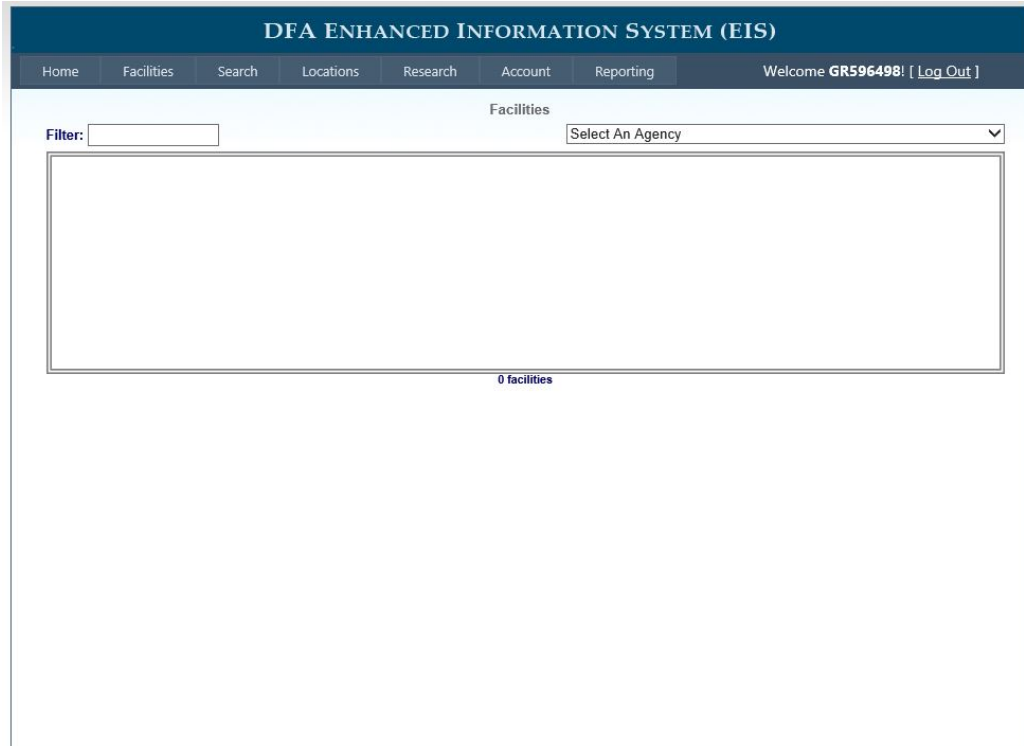 DFA ENHANCED INFORMATION SYSTEM (EIS)
Home Facilities Search Locations Research Account Reporting Welcome GR596498! [ Log Out ]
Facilities
Filter: Select An Agency
0 facilities